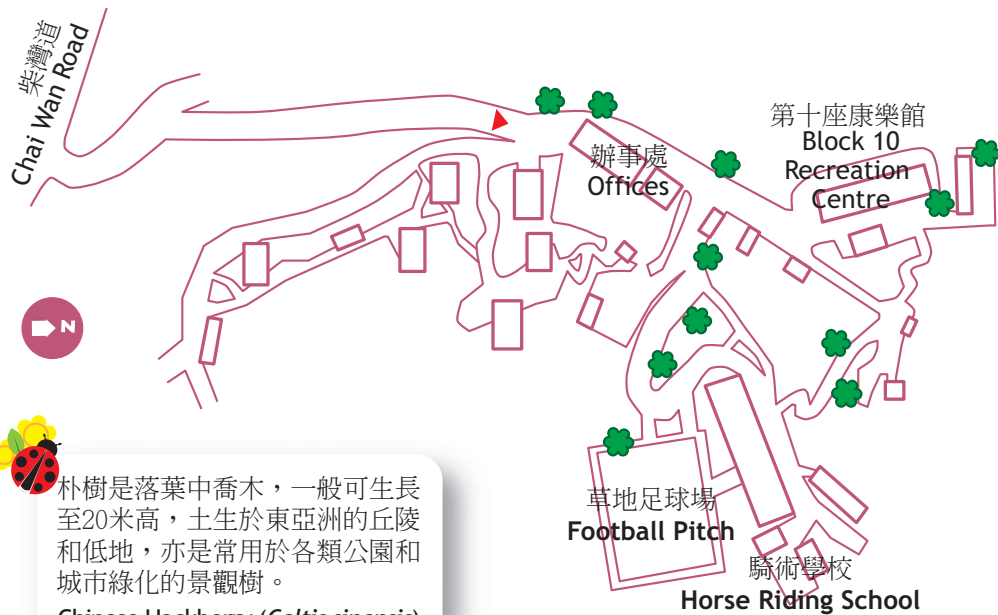 柴灣道
Chai Wan Road
第十座康樂館
Block 10
Recreation
Centre
辦事處
Offices
N
草地足球場
Football Pitch
騎術學校
Horse Riding School
朴樹是落葉中喬木，一般可生長
至20米高，土生於東亞洲的丘陵
和低地，亦是常用於各類公園和
城市綠化的景觀樹。
Chinese Hackberry (Celtis sinensis)